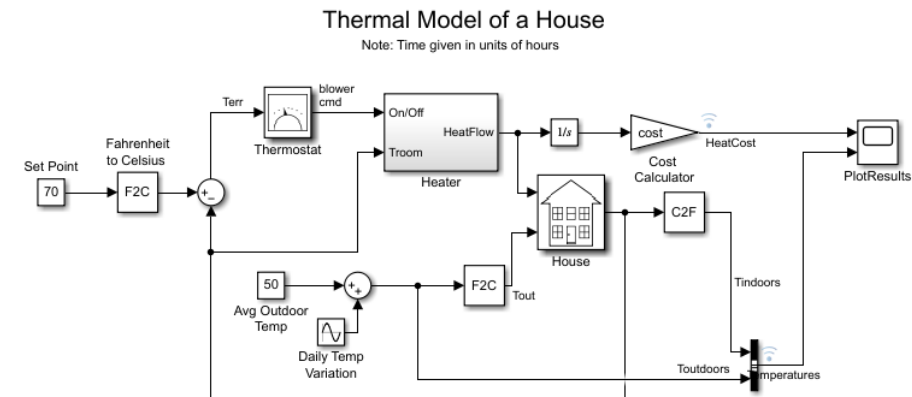 Thermal Model of a House
Note: Time given in units of hours
Set Point
70
Fahrenheit
to Celsius
F2C
+
−
Terr
Thermostat
blower
cmd
On/Off
Troom
HeatFlow
Heater
1/s
cost
Cost
Calculator
HeatCost
PlotResults
House
C2F
Tindoors
50
Avg Outdoor
Temp
+
+
Daily Temp
Variation
F2C
Tout
Toutdoors
Temperatures